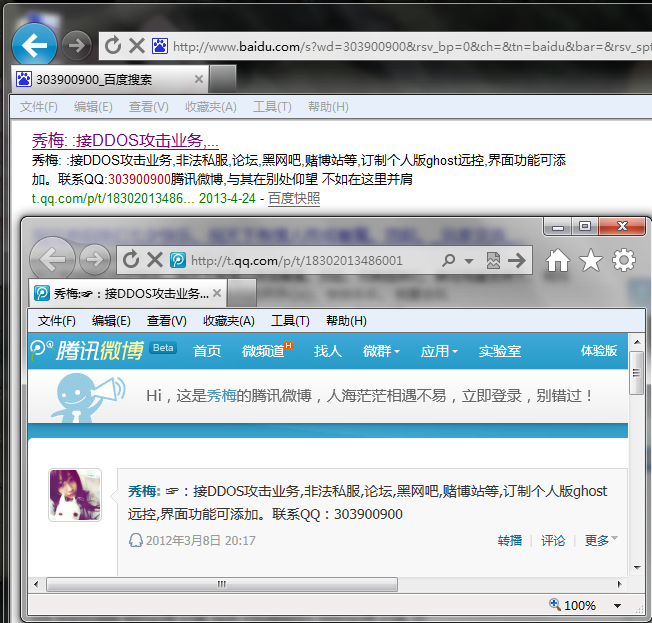 http://www.baidu.com/s?wd=303900900&rsv_bp=0&ch=&tn=baidu&bar=&rsv_spt
303900900_百度搜索
文件(F) 编辑(E) 查看(V) 收藏夹(A) 工具(T) 帮助(H)
秀梅: :接DDOS攻击业务,...
秀梅: :接DDOS攻击业务,非法私服,论坛,黑网吧,赌博站等,订制个人版ghost远控,界面功能可添
加。联系QQ:303900900腾讯微博,与其在别处仰望 不如在这里并肩
t.qq.com/p/t/18302013486... 2013-4-24 - 百度快照
http://t.qq.com/p/t/18302013486001
秀梅:☞：接DDOS攻击业务...
文件(F) 编辑(E) 查看(V) 收藏夹(A) 工具(T) 帮助(H)
腾讯微博 Beta 首页 微频道 H 找人 微群 应用 实验室 体验版
Hi，这是秀梅的腾讯微博，人海茫茫相遇不易，立即登录，别错过！
秀梅: ☞：接DDOS攻击业务,非法私服,论坛,黑网吧,赌博站等,订制个人版ghost
远控,界面功能可添加。联系QQ：303900900
2012年3月8日 20:17 转播 评论 更多
100%